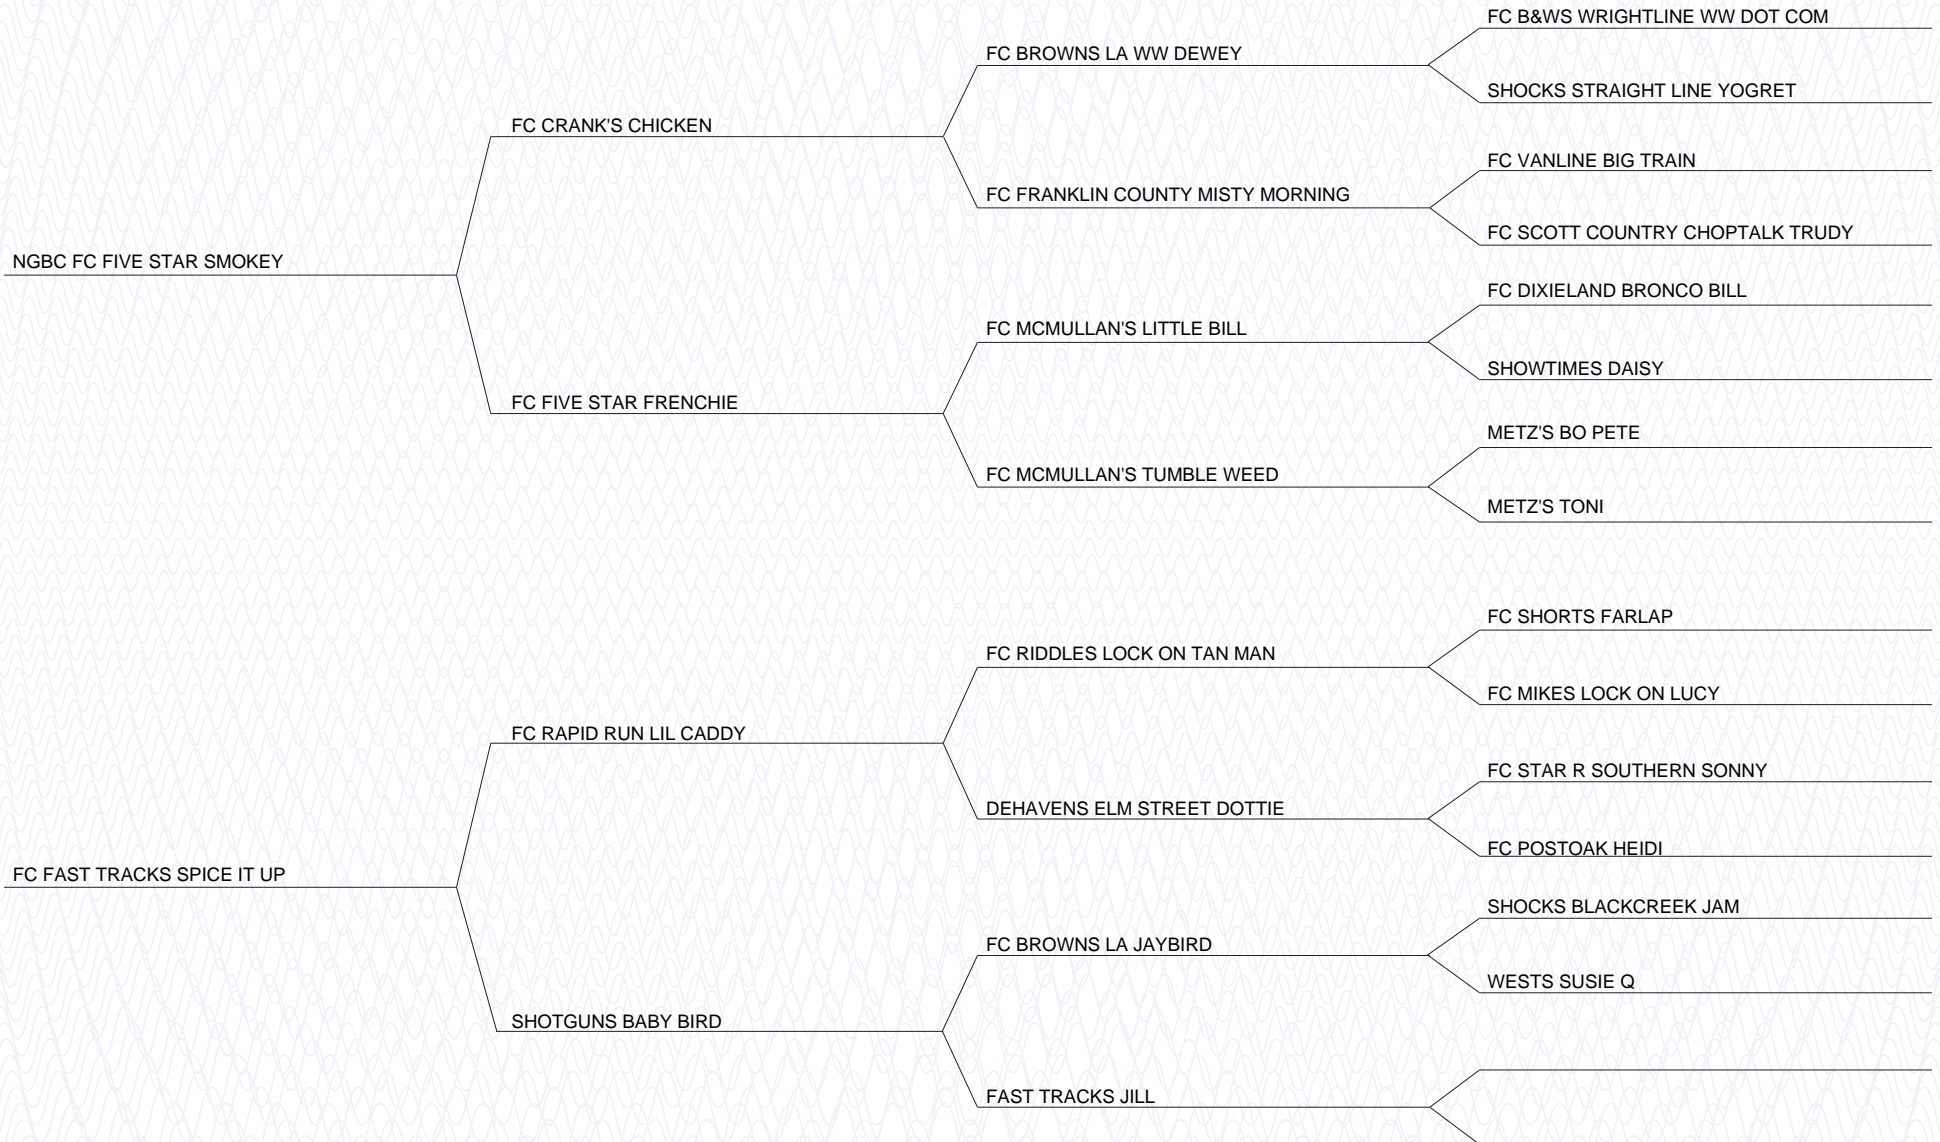 FC B&WS WRIGHTLINE WW DOT COM
FC BROWNS LA WW DEWEY
SHOCKS STRAIGHT LINE YOGRET
FC CRANK'S CHICKEN
FC VANLINE BIG TRAIN
FC FRANKLIN COUNTY MISTY MORNING
FC SCOTT COUNTRY CHOPTALK TRUDY
NGBC FC FIVE STAR SMOKEY
FC DIXIELAND BRONCO BILL
FC MCMULLAN'S LITTLE BILL
SHOWTIMES DAISY
FC FIVE STAR FRENCHIE
METZ'S BO PETE
FC MCMULLAN'S TUMBLE WEED
METZ'S TONI
FC SHORTS FARLAP
FC RIDDLES LOCK ON TAN MAN
FC MIKES LOCK ON LUCY
FC RAPID RUN LIL CADDY
FC STAR R SOUTHERN SONNY
DEHAVENS ELM STREET DOTTIE
FC POSTOAK HEIDI
FC FAST TRACKS SPICE IT UP
SHOCKS BLACKCREEK JAM
FC BROWNS LA JAYBIRD
WESTS SUSIE Q
SHOTGUNS BABY BIRD
FAST TRACKS JILL